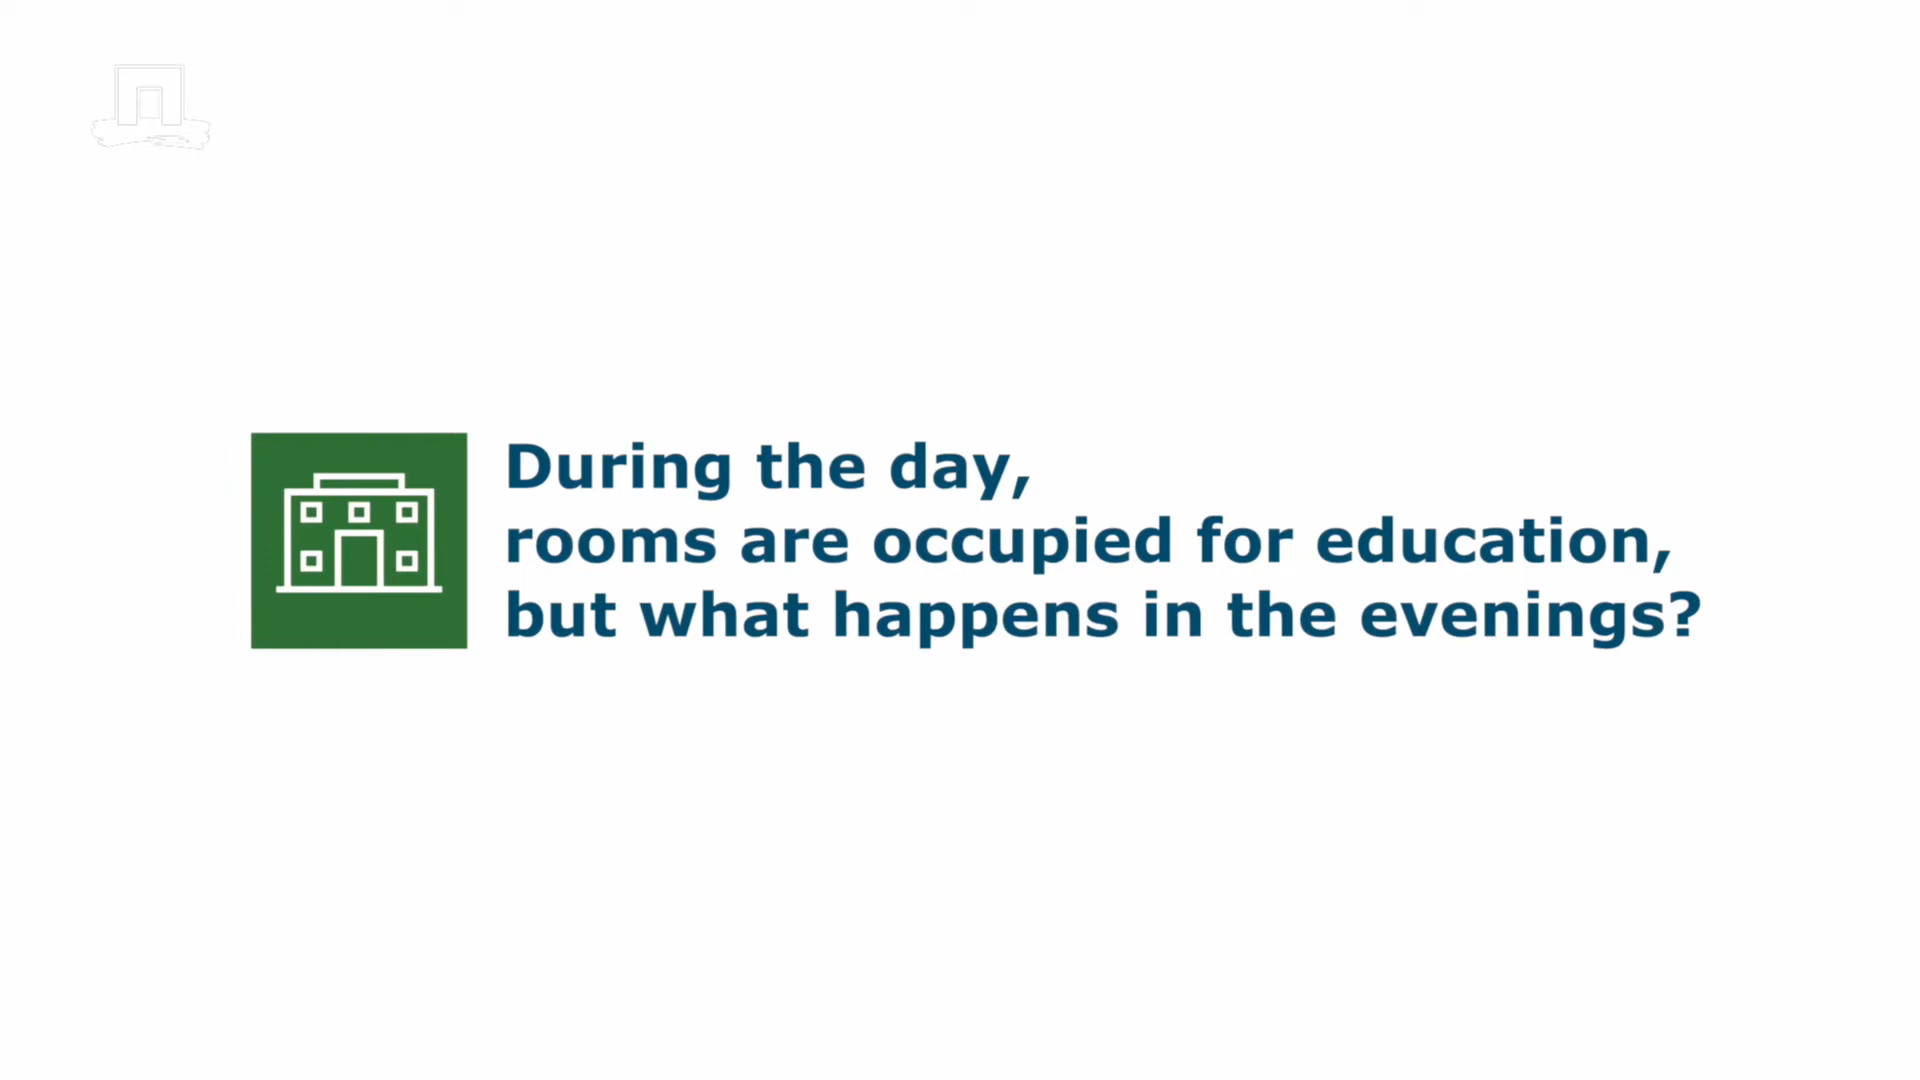 During the day,
rooms are occupied for education,
but what happens in the evenings?